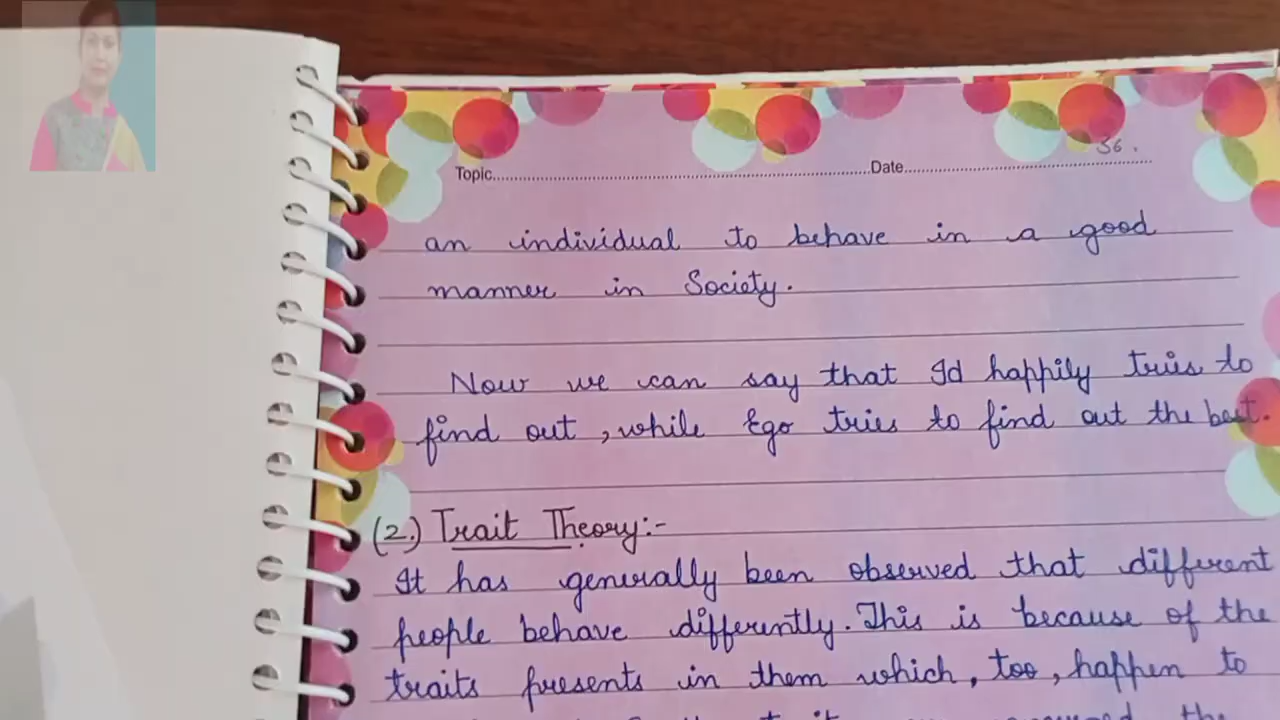 Topic Date 36.
an individual to behave in a good
manner in Society.
Now we can say that Id happily tries to
find out, while Ego tries to find out the best.
(2.) Trait Theory:-
It has generally been observed that different
people behave differently. This is because of the
traits presents in them which, too, happen to
the